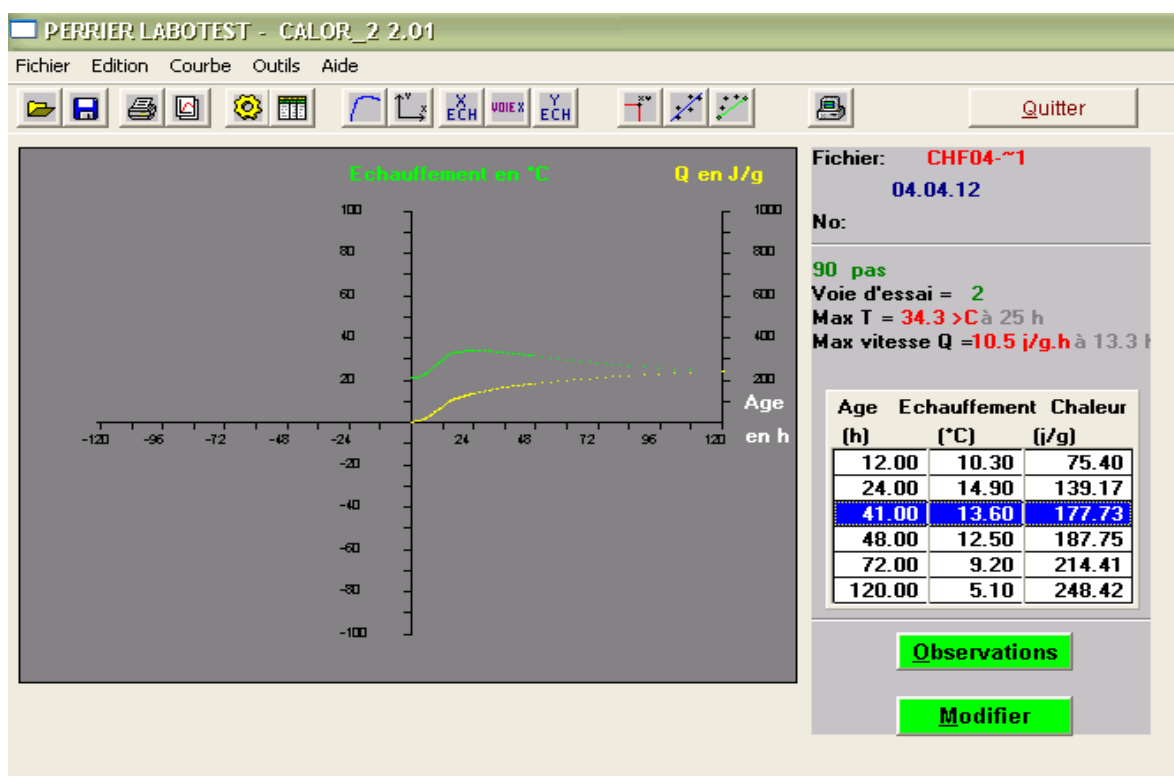 PERRIER LABOTEST - CALOR_2 2.01
Fichier Edition Courbe Outils Aide
Y X
X ECH
VOIE X
Y ECH
XY
Quitter
Echauffement en °C
Q en J/g
100
80
60
40
20
-20
-40
-60
-80
-100
1000
800
600
400
200
Age
en h
-120 -96 -72 -48 -24 24 48 72 96 120
Fichier: CHF04-~1
04.04.12
No:
90 pas
Voie d'essai = 2
Max T = 34.3 >C à 25 h
Max vitesse Q =10.5 j/g.h à 13.3 h
Age Echauffement Chaleur
(h) (°C) (j/g)
12.00 10.30 75.40
24.00 14.90 139.17
41.00 13.60 177.73
48.00 12.50 187.75
72.00 9.20 214.41
120.00 5.10 248.42
Observations
Modifier